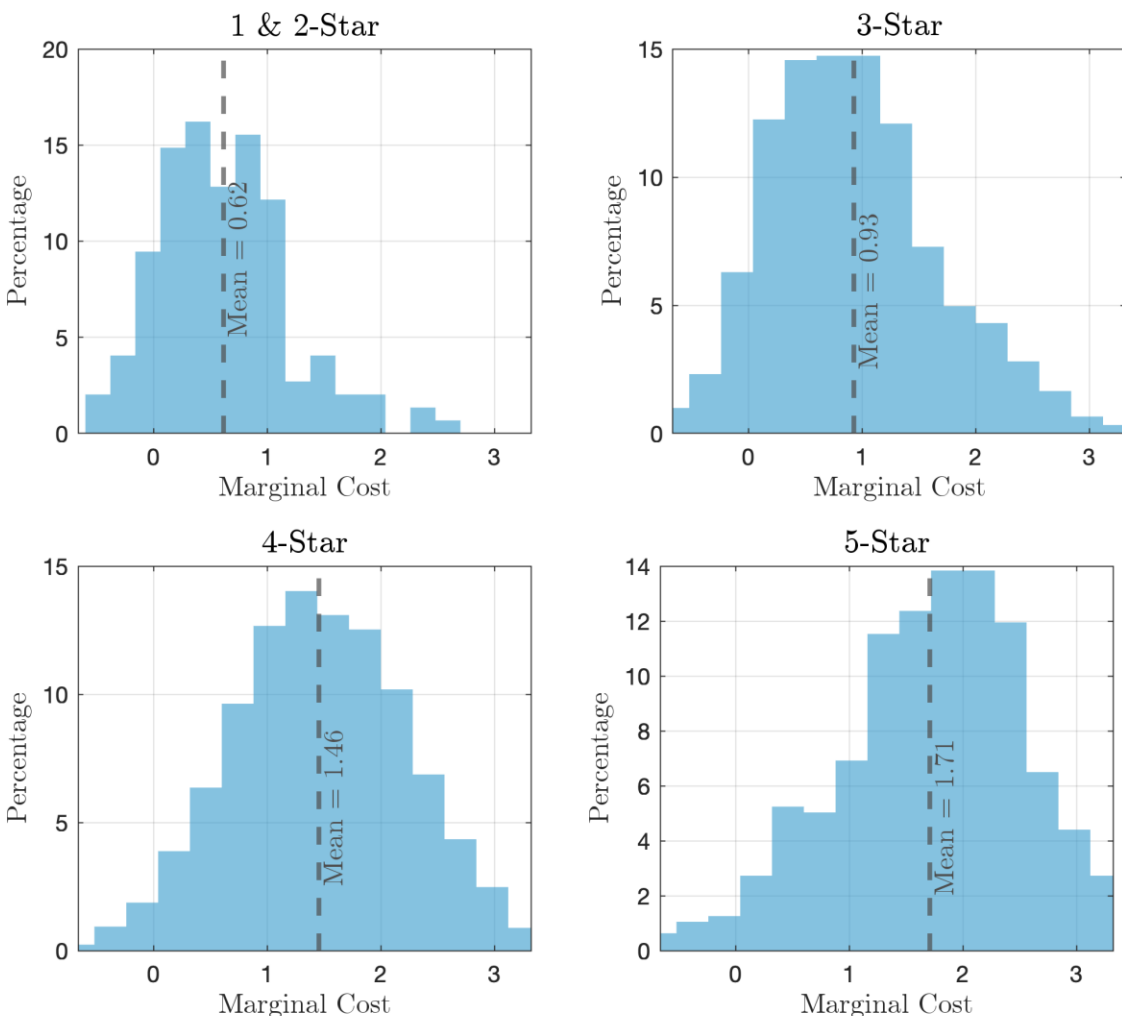 1 & 2-Star
20
15
10
5
0
Percentage
Mean = 0.62
0 1 2 3
Marginal Cost
3-Star
15
10
5
0
Percentage
Mean = 0.93
0 1 2 3
Marginal Cost
4-Star
15
10
5
0
Percentage
Mean = 1.46
0 1 2 3
Marginal Cost
5-Star
14
12
10
8
6
4
2
0
Percentage
Mean = 1.71
0 1 2 3
Marginal Cost